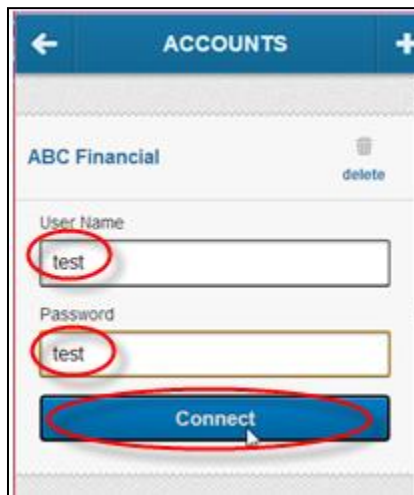 ACCOUNTS
ABC Financial
delete
User Name
test
Password
test
Connect